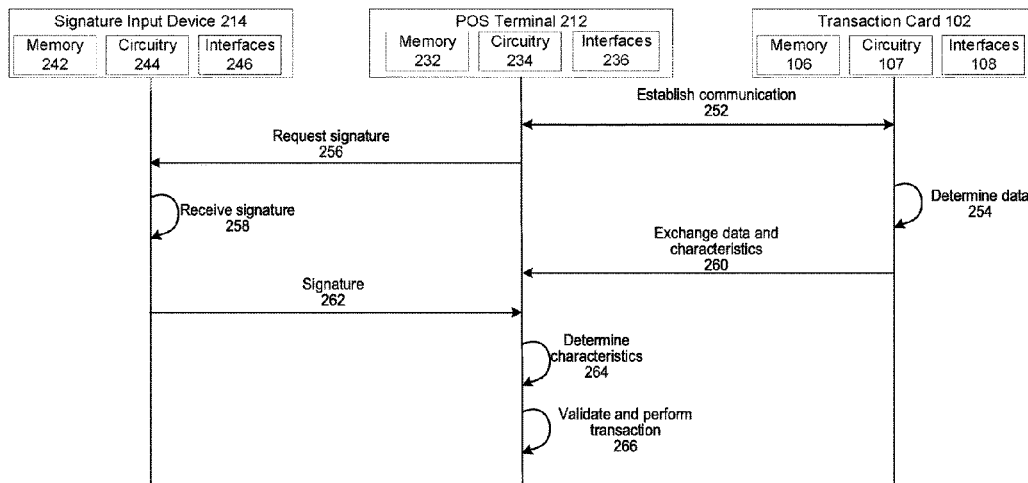 Signature Input Device 214
Memory
242
Circuitry
244
Interfaces
246
POS Terminal 212
Memory
232
Circuitry
234
Interfaces
236
Transaction Card 102
Memory
106
Circuitry
107
Interfaces
108
Establish communication
252
Request signature
256
Receive signature
258
Determine data
254
Exchange data and
characteristics
260
Signature
262
Determine
characteristics
264
Validate and perform
transaction
266